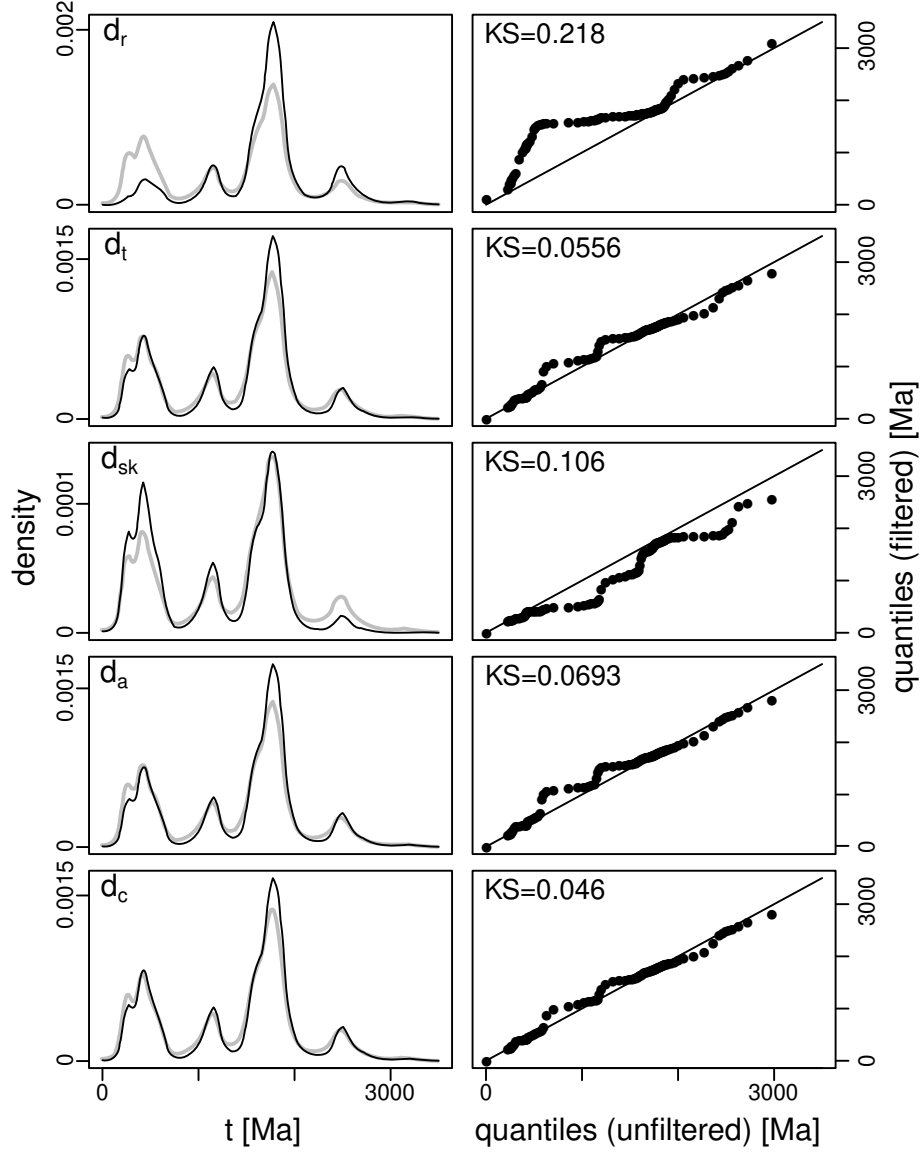 0.002
d_r
KS=0.218
3000
0
0
0.0015
d_t
KS=0.0556
3000
0
0
0.001
d_sk
KS=0.106
3000
0
0
0.0015
d_a
KS=0.0693
3000
0
0
0.0015
d_c
KS=0.046
3000
0
0
density
quantiles (filtered) [Ma]
0
3000
0
3000
t [Ma]
quantiles (unfiltered) [Ma]